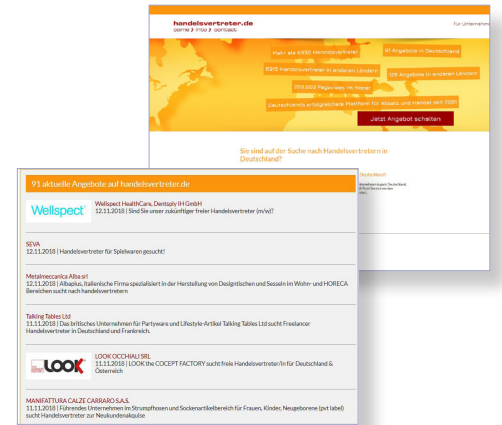 handelsvertreter.de
come ❯ into ❯ contact
Für Unternehm
Mehr als Handelsvertreter
91 Angebote in Deutschland
Handelsvertreter in anderen Ländern
Angebote in anderen Ländern
Pageviews im Monat
Deutschlands erfolgreichste Plattform für Absatz und Handel seit
Jetzt Angebot schalten
Sie sind auf der Suche nach Handelsvertretern in
Deutschland?
91 aktuelle Angebote auf handelsvertreter.de
Wellspect
Wellspect HealthCare, Dentsply IH GmbH
12.11.2018 | Sind Sie unser zukünftiger freier Handelsvertreter (m/w)?
SEVA
12.11.2018 | Handelsvertreter für Spielwaren gesucht!
Metalmeccanica Alba srl
12.11.2018 | Albaplus, italienische Firma spezialisiert in der Herstellung von Designtischen und Sesseln im Wohn- und HORECA
Bereichen sucht nach handelsvertretern
Talking Tables Ltd
11.11.2018 | Das britisches Unternehmen für Partyware und Lifestyle-Artikel Talking Tables Ltd sucht Freelancer
Handelsvertreter in Deutschland und Frankreich.
LOOK
LOOK OCCHIALI SRL
11.11.2018 | LOOK the COCEPT FACTORY sucht freie Handelsvertreter/in für Deutschland &
Österreich
MANIFATTURA CALZE CARRARO S.A.S.
11.11.2018 | Führendes Unternehmen im Strumpfhosen und Sockenartikelbereich für Frauen, Kinder, Neugeborene (pvt label)
sucht Handelsvertreter zur Neukundenakquise